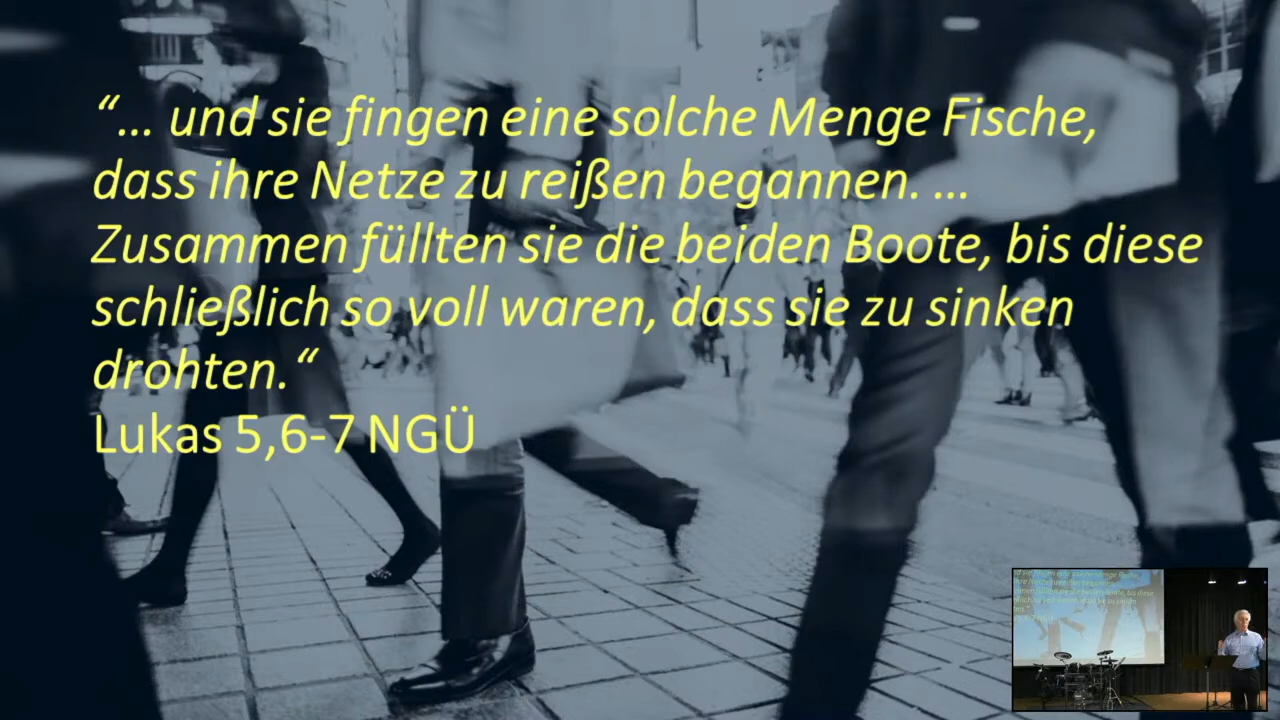 “... und sie fingen eine solche Menge Fische,
dass ihre Netze zu reißen begannen. ...
Zusammen füllten sie die beiden Boote, bis diese
schließlich so voll waren, dass sie zu sinken
drohten.“
Lukas 5,6-7 NGÜ